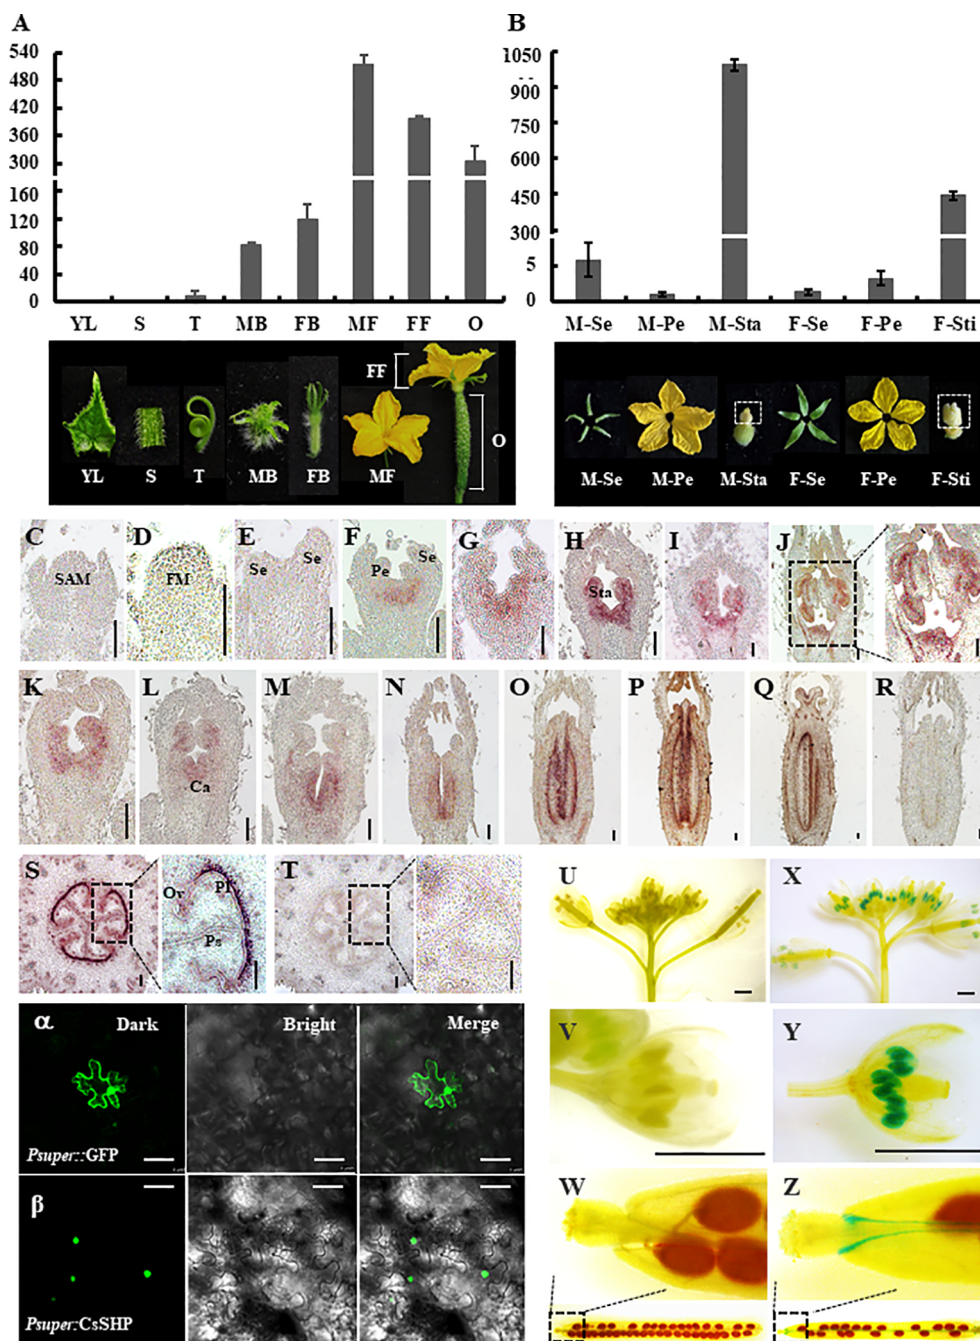 A
B
540
480
420
360
300
160
120
80
40
0
YL S T MB FB MF FF O
1050
900
750
600
450
300
5
0
M-Se M-Pe M-Sta F-Se F-Pe F-Sti
FF
O
YL S T MB FB MF
M-Se M-Pe M-Sta F-Se F-Pe F-Sti
C D E F G H I J
SAM FM Se Se Pe Se Sta
K L M N O P Q R
Ca
S T U X
Ov Pl
Ps
α Dark Bright Merge V Y
Psuper::GFP
β W Z
Psuper:CsSHP